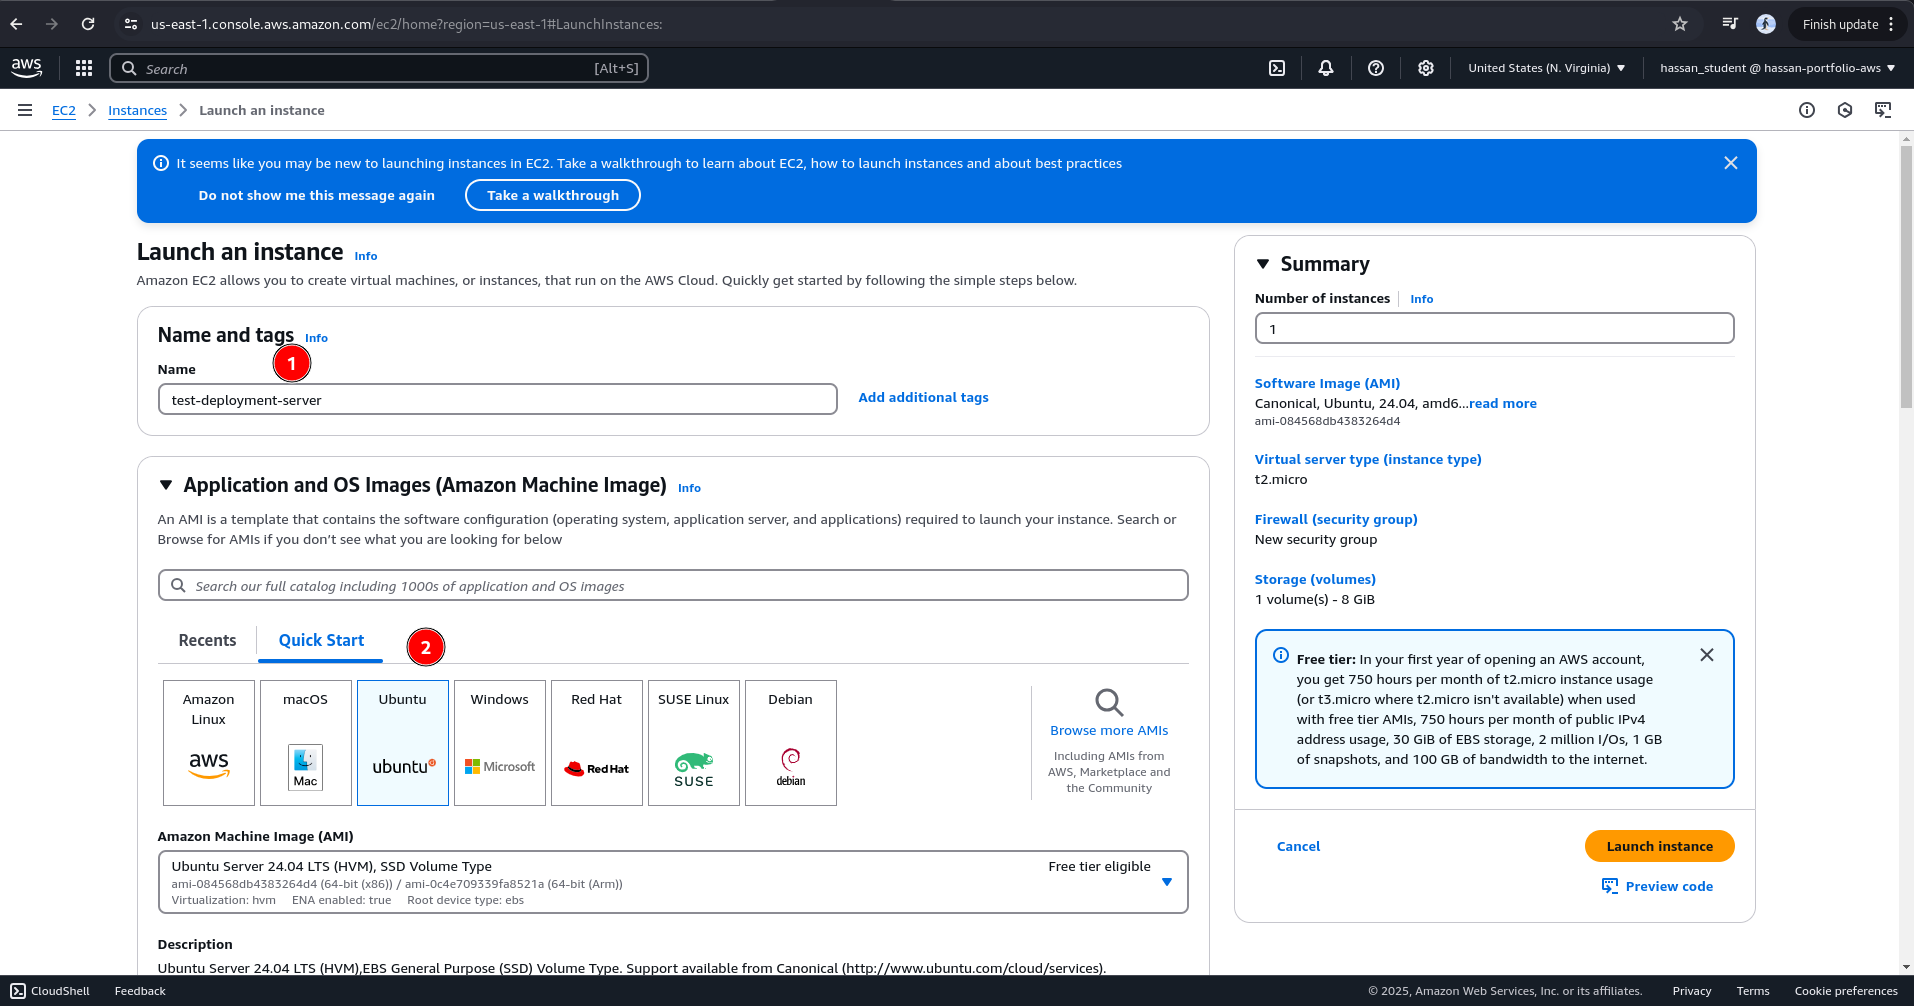 us-east-1.console.aws.amazon.com/ec2/home?region=us-east-1#LaunchInstances:
Finish update
aws
Search
[Alt+S]
United States (N. Virginia)
hassan_student @ hassan-portfolio-aws
EC2
Instances
Launch an instance
It seems like you may be new to launching instances in EC2. Take a walkthrough to learn about EC2, how to launch instances and about best practices
Do not show me this message again
Take a walkthrough
Launch an instance Info
Amazon EC2 allows you to create virtual machines, or instances, that run on the AWS Cloud. Quickly get started by following the simple steps below.
Name and tags Info
1
Name
test-deployment-server
Add additional tags
Application and OS Images (Amazon Machine Image) Info
An AMI is a template that contains the software configuration (operating system, application server, and applications) required to launch your instance. Search or
Browse for AMIs if you don’t see what you are looking for below
Search our full catalog including 1000s of application and OS images
Recents
Quick Start
2
Amazon
Linux
aws
macOS
Mac
Ubuntu
ubuntu
Windows
Microsoft
Red Hat
Red Hat
SUSE Linux
SUSE
Debian
debian
Browse more AMIs
Including AMIs from
AWS, Marketplace and
the Community
Amazon Machine Image (AMI)
Ubuntu Server 24.04 LTS (HVM), SSD Volume Type
Free tier eligible
ami-084568db4383264d4 (64-bit (x86)) / ami-0c4e709339fa8521a (64-bit (Arm))
Virtualization: hvm ENA enabled: true Root device type: ebs
Description
Ubuntu Server 24.04 LTS (HVM),EBS General Purpose (SSD) Volume Type. Support available from Canonical (http://www.ubuntu.com/cloud/services).
Summary
Number of instances
Info
1
Software Image (AMI)
Canonical, Ubuntu, 24.04, amd6...read more
ami-084568db4383264d4
Virtual server type (instance type)
t2.micro
Firewall (security group)
New security group
Storage (volumes)
1 volume(s) - 8 GiB
Free tier: In your first year of opening an AWS account,
you get 750 hours per month of t2.micro instance usage
(or t3.micro where t2.micro isn't available) when used
with free tier AMIs, 750 hours per month of public IPv4
address usage, 30 GiB of EBS storage, 2 million I/Os, 1 GB
of snapshots, and 100 GB of bandwidth to the internet.
Cancel
Launch instance
Preview code
CloudShell
Feedback
© 2025, Amazon Web Services, Inc. or its affiliates.
Privacy
Terms
Cookie preferences